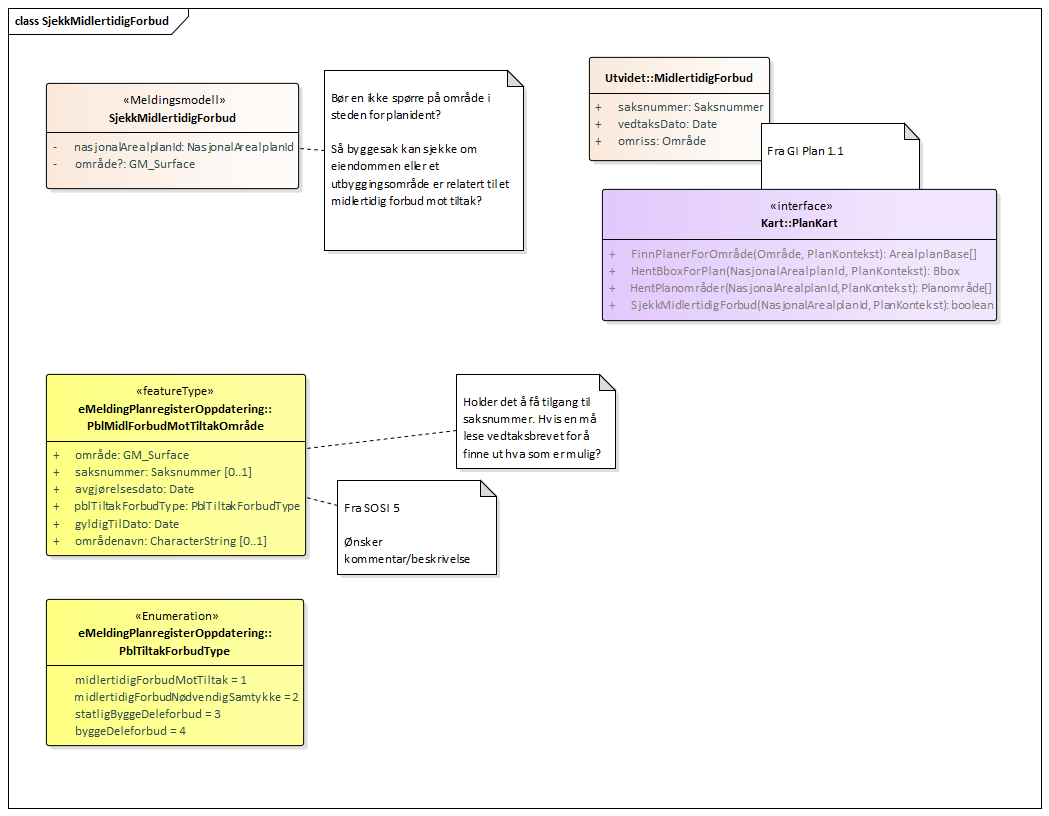 class SjekkMidlertidigForbud
«Meldingsmodell»
SjekkMidlertidigForbud
- nasjonalArealplanId: NasjonalArealplanId
- område?: GM_Surface
Bør en ikke spørre på område i
steden for planident?
Så byggesak kan sjekke om
eiendommen eller et
utbyggingsområde er relatert til et
midlertidig forbud mot tiltak?
Utvidet::MidlertidigForbud
+ saksnummer: Saksnummer
+ vedtaksDato: Date
+ omriss: Område
Fra GI Plan 1.1
«interface»
Kart::PlanKart
+ FinnPlanerForOmråde(Område, PlanKontekst): ArealplanBase[]
+ HentBboxForPlan(NasjonalArealplanId, PlanKontekst): Bbox
+ HentPlanområder(NasjonalArealplanId, PlanKontekst): Planområde[]
+ SjekkMidlertidigForbud(NasjonalArealplanId, PlanKontekst): boolean
«featureType»
eMeldingPlanregisterOppdatering::
PblMidlForbudMotTiltakOmråde
+ område: GM_Surface
+ saksnummer: Saksnummer [0..1]
+ avgjørelsesdato: Date
+ pblTiltakForbudType: PblTiltakForbudType
+ gyldigTilDato: Date
+ områdenavn: CharacterString [0..1]
Holder det å få tilgang til
saksnummer. Hvis en må
lese vedtaksbrevet for å
finne ut hva som er mulig?
Fra SOSI 5
Ønsker
kommentar/beskrivelse
«Enumeration»
eMeldingPlanregisterOppdatering::
PblTiltakForbudType
midlertidigForbudMotTiltak = 1
midlertidigForbudNødvendigSamtykke = 2
statligByggeDeleforbud = 3
byggeDeleforbud = 4